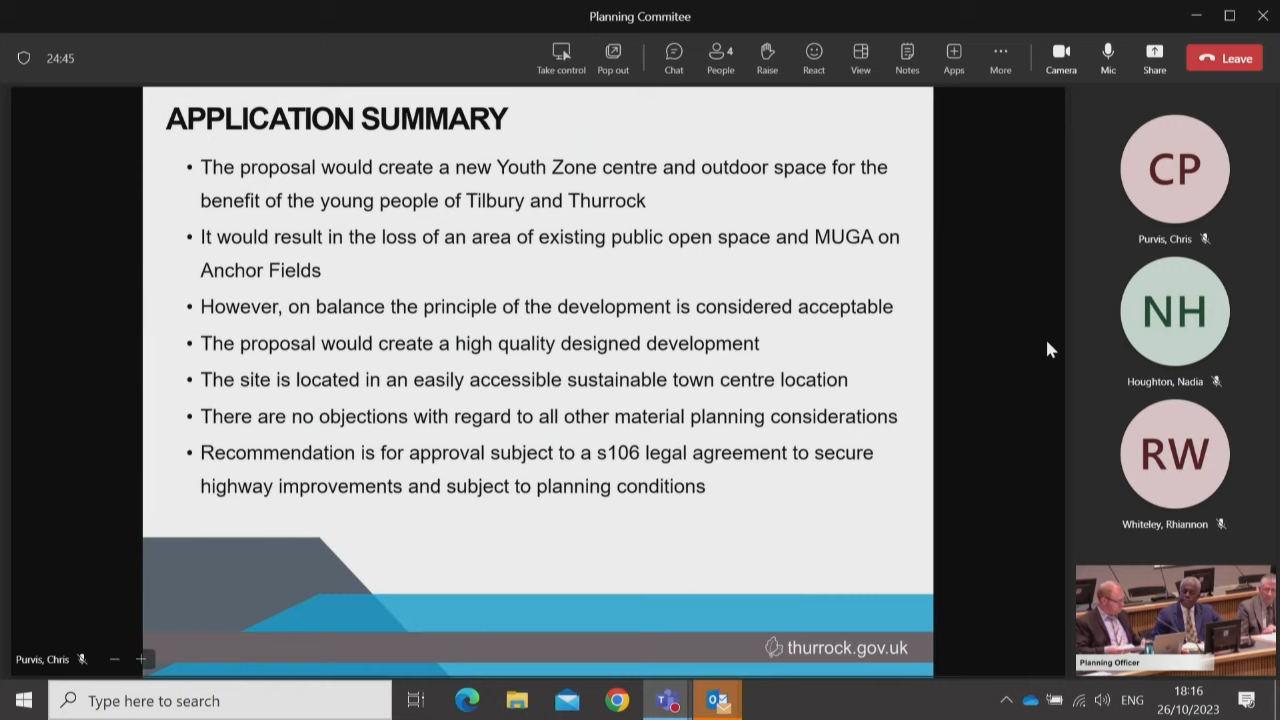 Planning Commitee
24:45
Take control
Pop out
Chat
4
People
Raise
React
View
Notes
Apps
More
Camera
Mic
Share
Leave
APPLICATION SUMMARY
• The proposal would create a new Youth Zone centre and outdoor space for the
benefit of the young people of Tilbury and Thurrock
• It would result in the loss of an area of existing public open space and MUGA on
Anchor Fields
• However, on balance the principle of the development is considered acceptable
• The proposal would create a high quality designed development
• The site is located in an easily accessible sustainable town centre location
• There are no objections with regard to all other material planning considerations
• Recommendation is for approval subject to a s106 legal agreement to secure
highway improvements and subject to planning conditions
thurrock.gov.uk
CP
Purvis, Chris
NH
Houghton, Nadia
RW
Whiteley, Rhiannon
Planning Officer
Purvis, Chris
Type here to search
ENG
18:16
26/10/2023